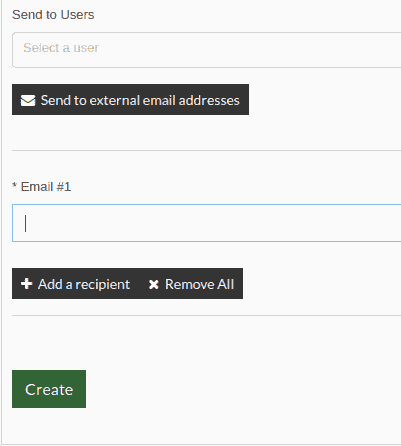 Send to Users
Select a user
Send to external email addresses
* Email #1
Add a recipient Remove All
Create